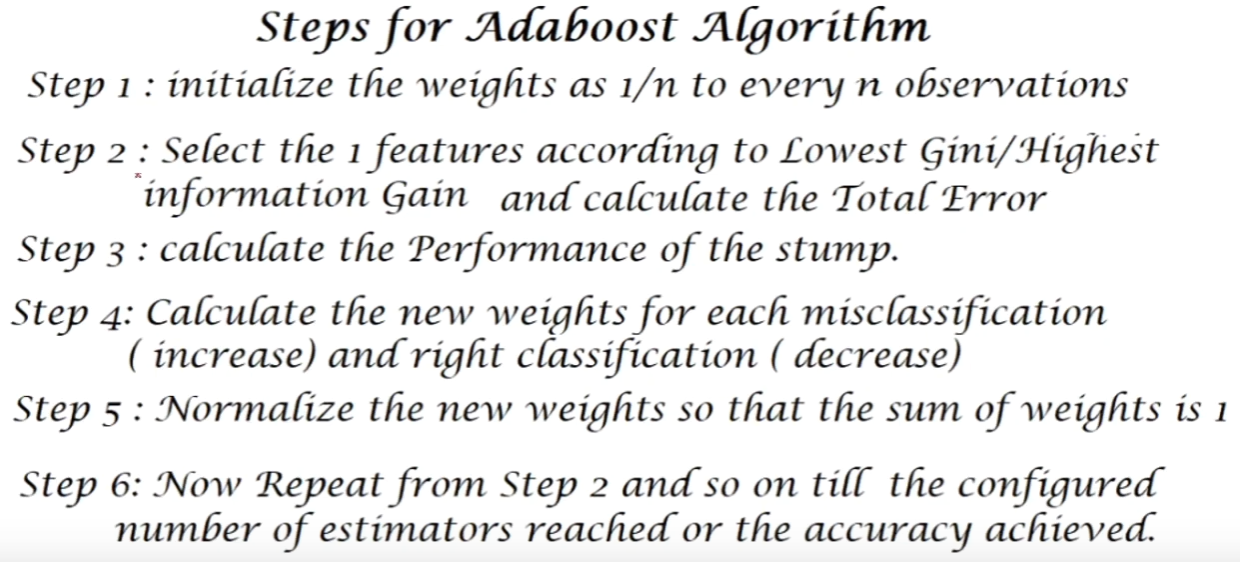 Steps for Adaboost Algorithm
Step 1 : initialize the weights as 1/n to every n observations
Step 2 : Select the 1 features according to Lowest Gini/Highest
information Gain and calculate the Total Error
Step 3 : calculate the Performance of the stump.
Step 4: Calculate the new weights for each misclassification
( increase) and right classification ( decrease)
Step 5 : Normalize the new weights so that the sum of weights is 1
Step 6: Now Repeat from Step 2 and so on till the configured
number of estimators reached or the accuracy achieved.